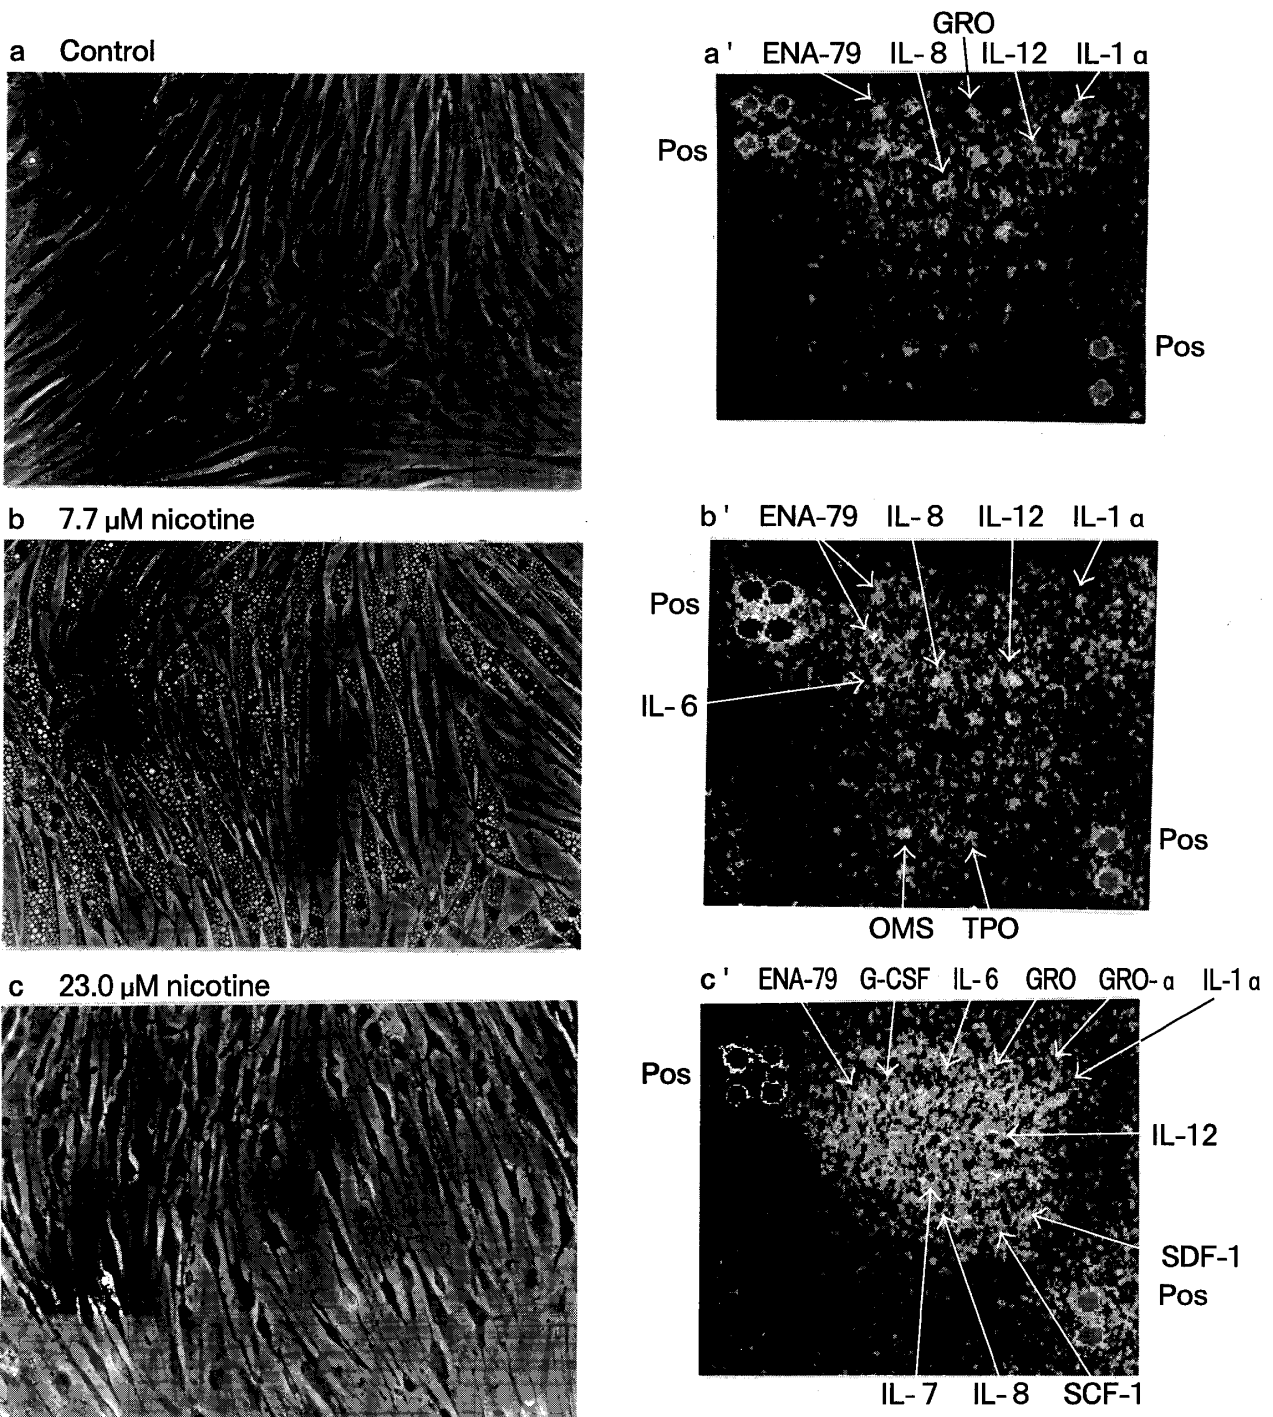 a Control
a' ENA-79 IL-8 GRO IL-12 IL-1 α
Pos
Pos
b 7.7 µM nicotine
b' ENA-79 IL-8 IL-12 IL-1 α
Pos
IL-6
Pos
OMS TPO
c 23.0 µM nicotine
c' ENA-79 G-CSF IL-6 GRO GRO-α IL-1 α
Pos
IL-12
SDF-1
Pos
IL-7 IL-8 SCF-1